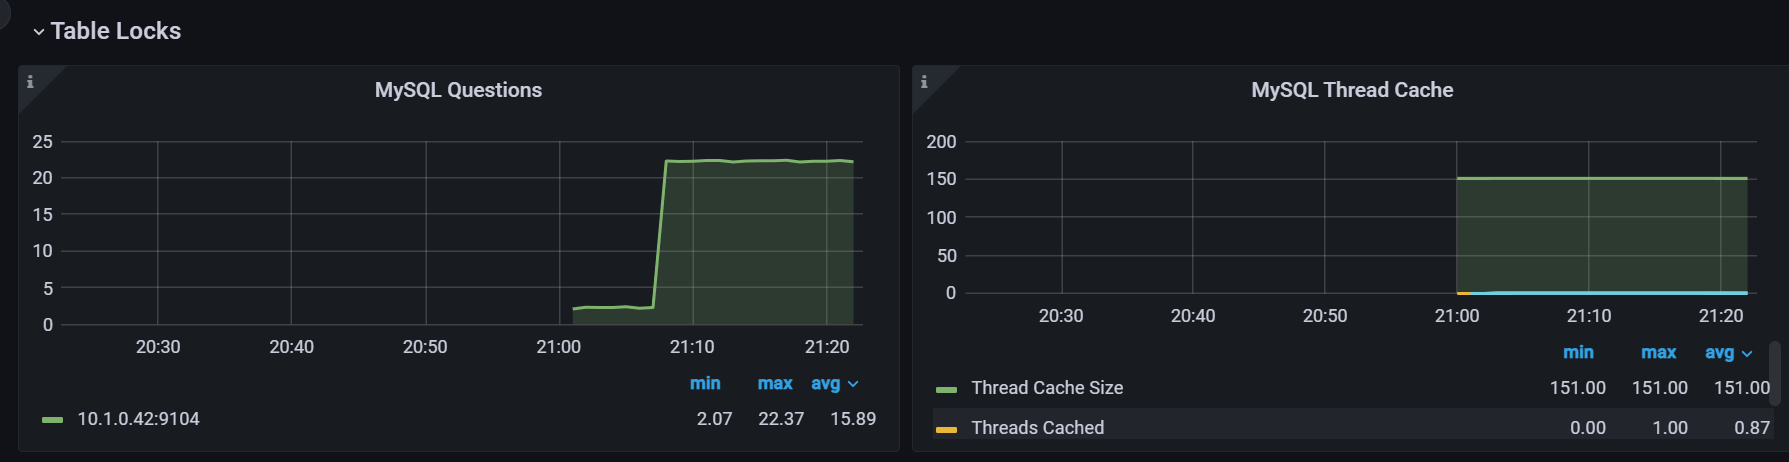 Table Locks
MySQL Questions
25
20
15
10
5
0
20:30 20:40 20:50 21:00 21:10 21:20
min max avg
10.1.0.42:9104 2.07 22.37 15.89
MySQL Thread Cache
200
150
100
50
0
20:30 20:40 20:50 21:00 21:10 21:20
min max avg
Thread Cache Size 151.00 151.00 151.00
Threads Cached 0.00 1.00 0.87